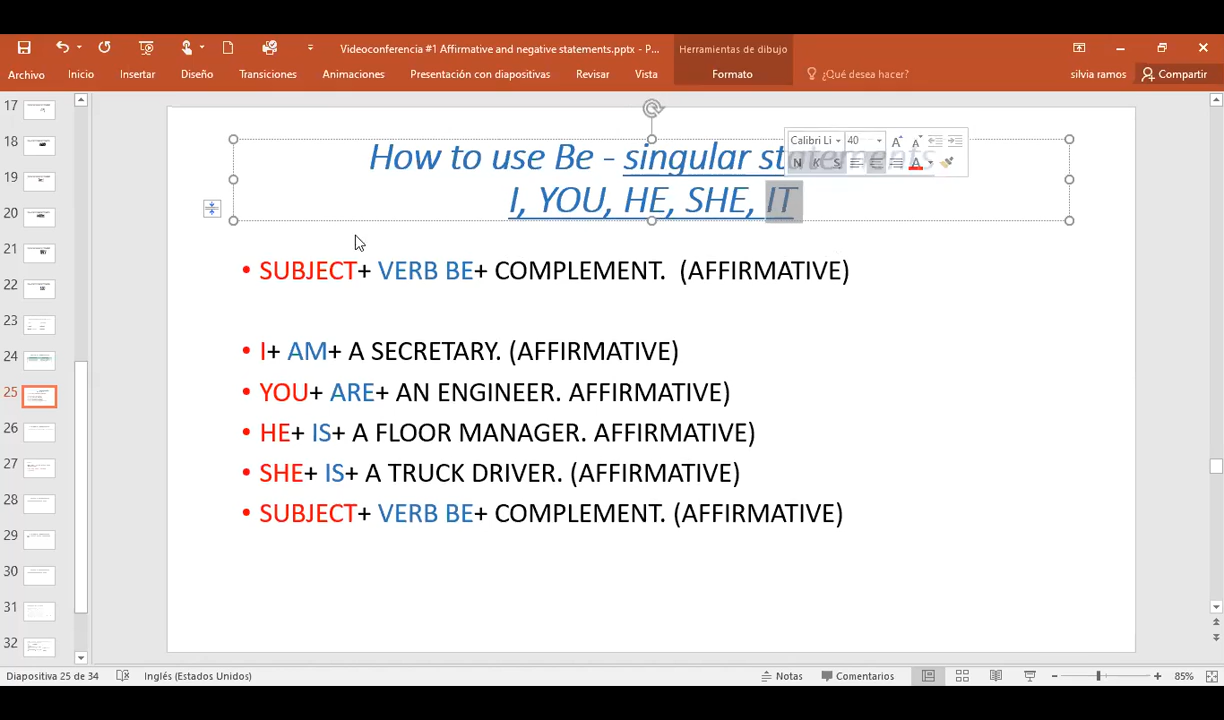 Videoconferencia #1 Affirmative and negative statements.pptx - P...
Herramientas de dibujo
Archivo Inicio Insertar Diseño Transiciones Animaciones Presentación con diapositivas Revisar Vista Formato ¿Qué desea hacer? silvia ramos Compartir
17
18
19
20
21
22
23
24
25
26
27
28
29
30
31
32
Calibri Li 40
N K S A
How to use Be - singular statements
I, YOU, HE, SHE, IT
• SUBJECT+ VERB BE+ COMPLEMENT. (AFFIRMATIVE)
• I+ AM+ A SECRETARY. (AFFIRMATIVE)
• YOU+ ARE+ AN ENGINEER. AFFIRMATIVE)
• HE+ IS+ A FLOOR MANAGER. AFFIRMATIVE)
• SHE+ IS+ A TRUCK DRIVER. (AFFIRMATIVE)
• SUBJECT+ VERB BE+ COMPLEMENT. (AFFIRMATIVE)
Diapositiva 25 de 34 Inglés (Estados Unidos) Notas Comentarios 85%